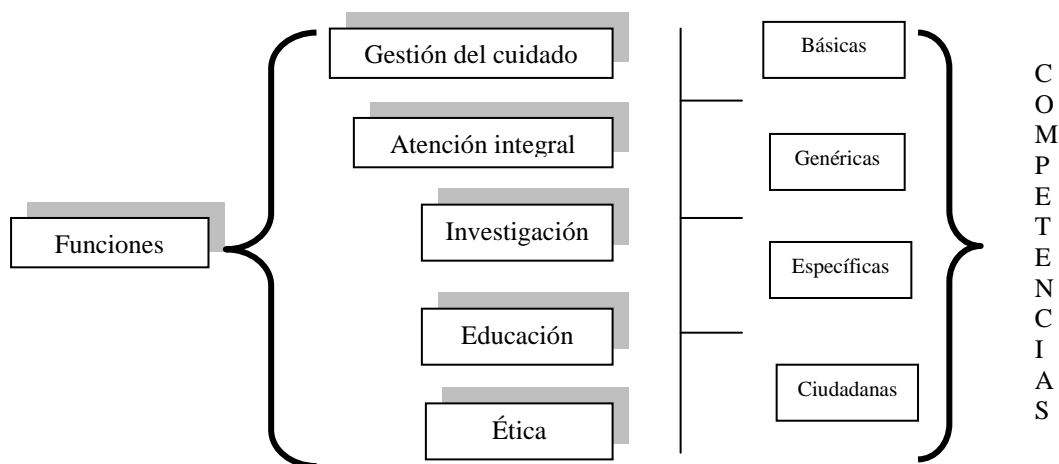 Funciones
Gestión del cuidado
Atención integral
Investigación
Educación
Ética
Básicas
Genéricas
Específicas
Ciudadanas
C
O
M
P
E
T
E
N
C
I
A
S